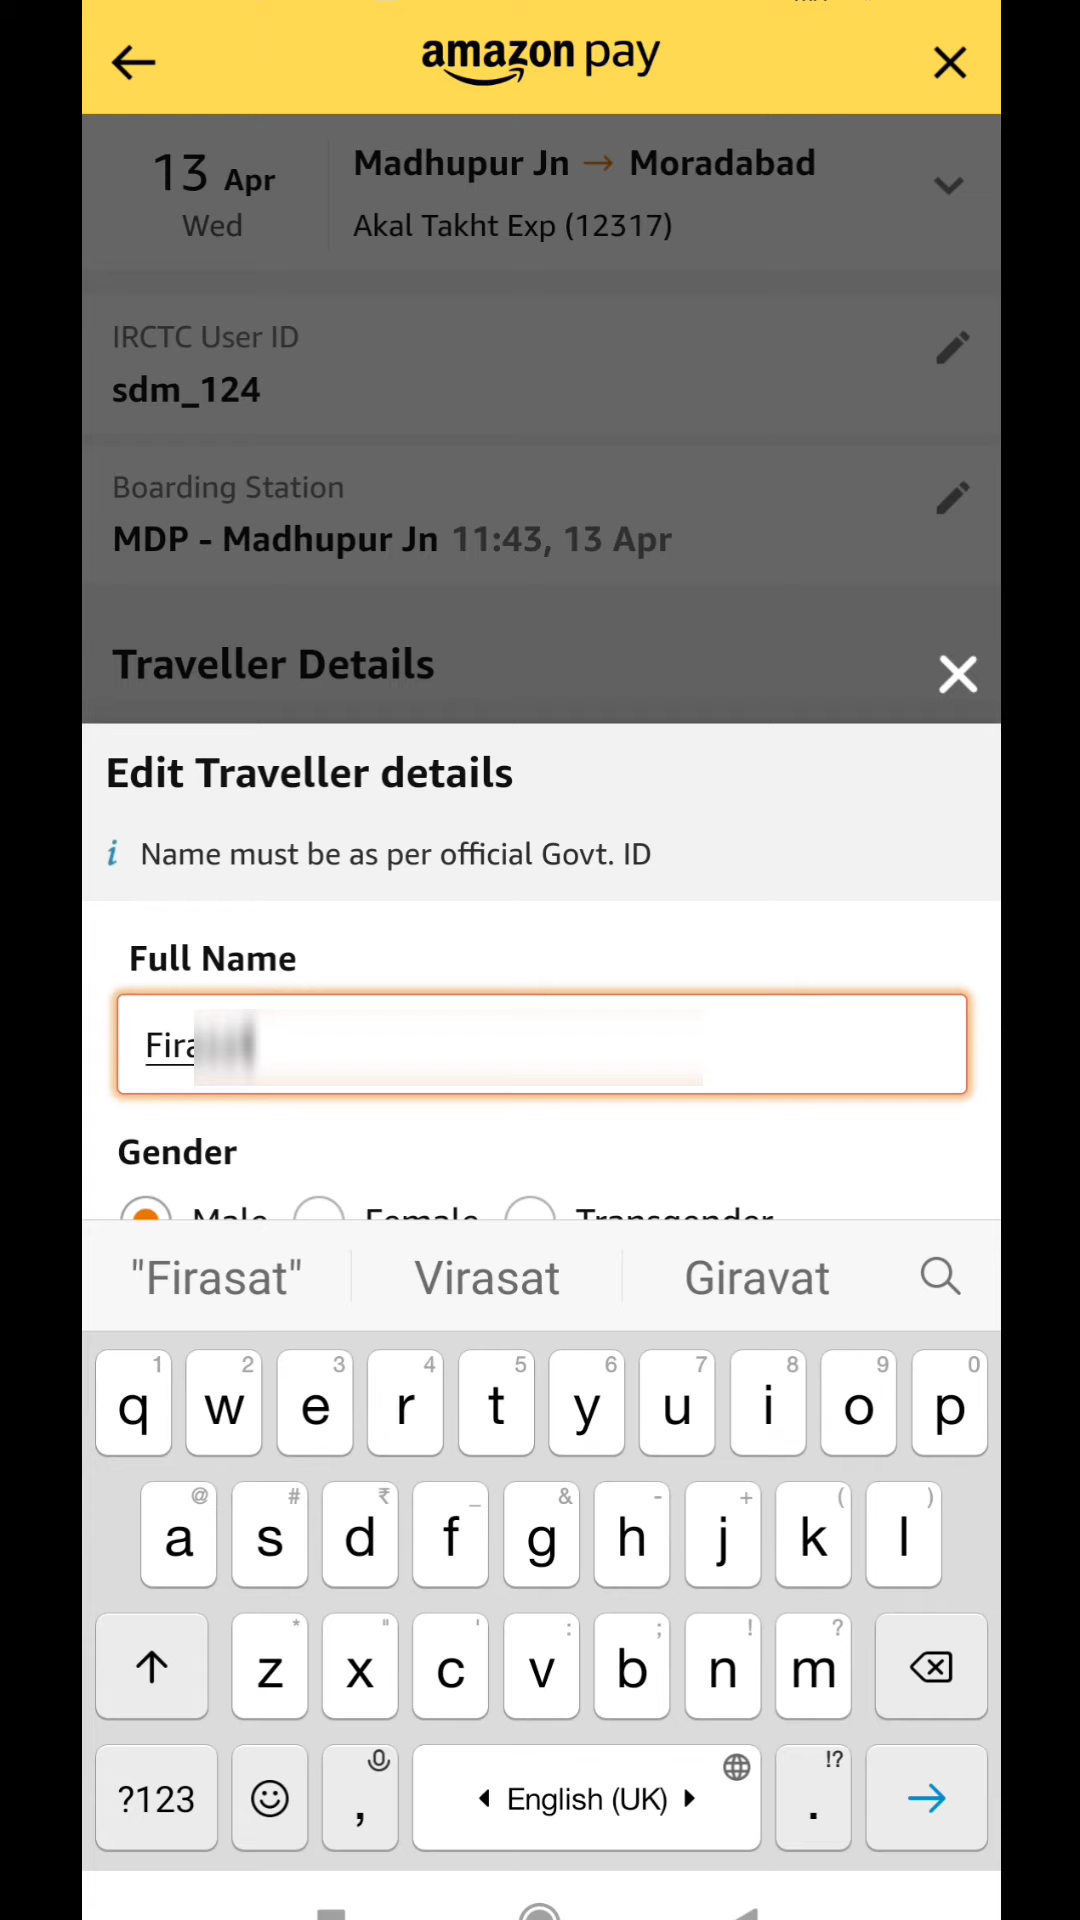 amazon pay
13 Apr
Wed
Madhupur Jn → Moradabad
Akal Takht Exp (12317)
IRCTC User ID
sdm_124
Boarding Station
MDP - Madhupur Jn 11:43, 13 Apr
Traveller Details
Edit Traveller details
i Name must be as per official Govt. ID
Full Name
Gender
Male Female Transgender
"Firasat" Virasat Giravat
1 2 3 4 5 6 7 8 9 0
q w e r t y u i o p
@ # ₹ _ & - + ( )
a s d f g h j k l
* " ' : ; ! ?
z x c v b n m
!?
?123 , English (UK) .